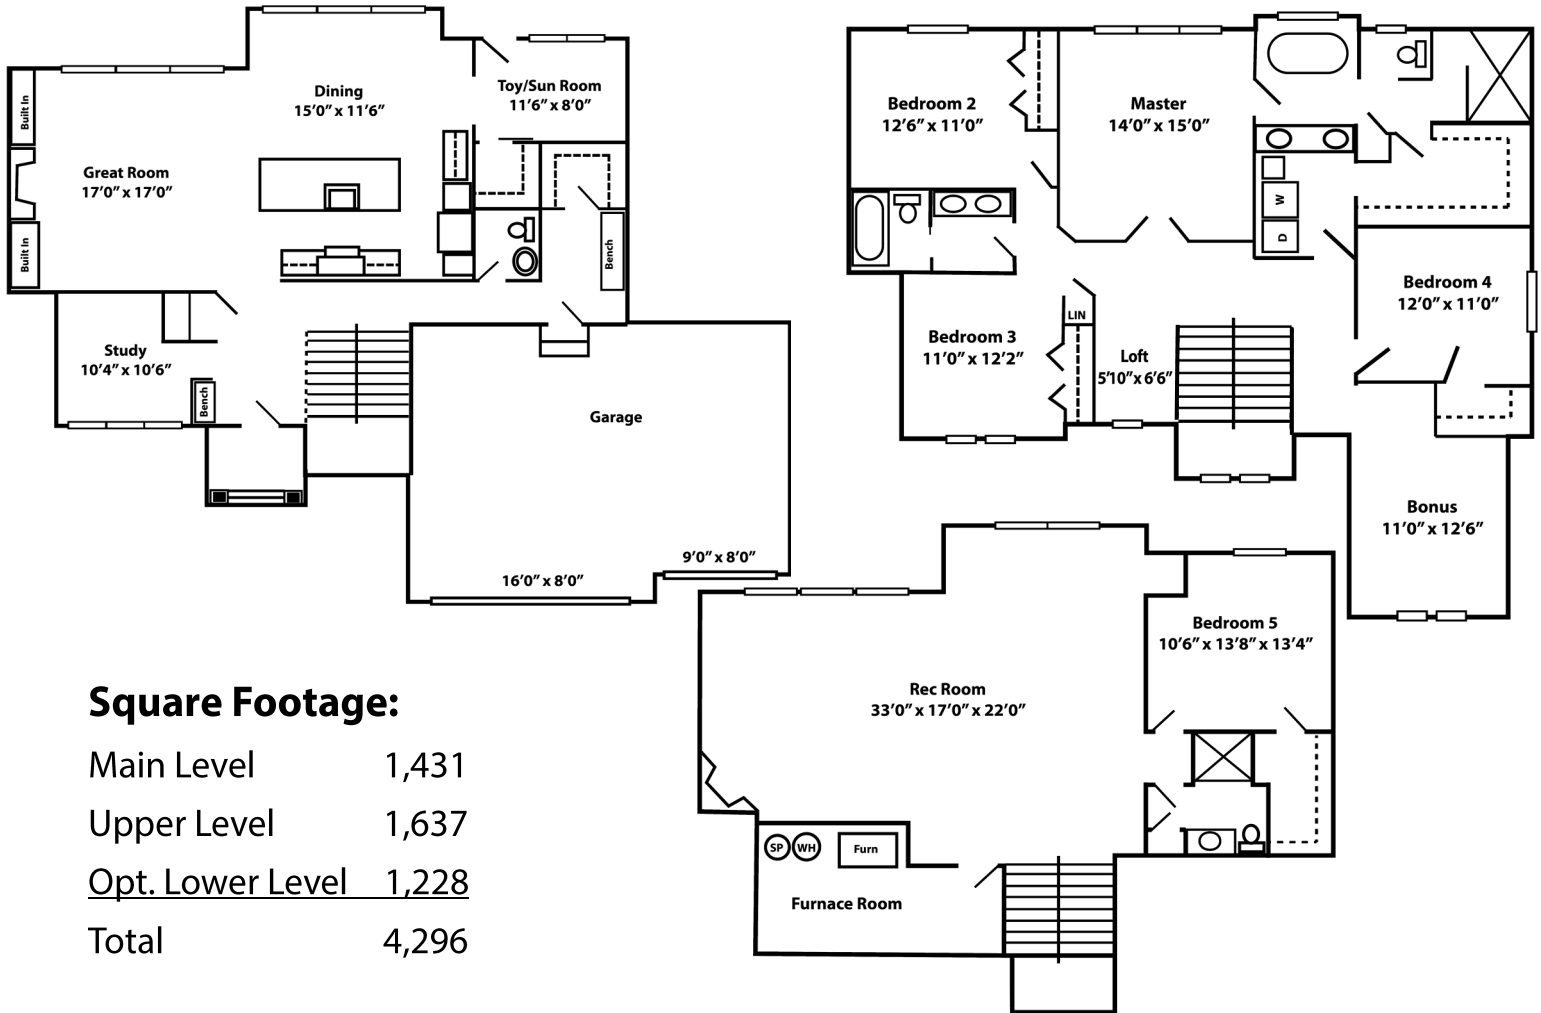 Dining
15’0” x 11’6”
Toy/Sun Room
11’6” x 8’0”
Built In
Great Room
17’0” x 17’0”
Built In
Bench
Study
10’4” x 10’6”
Bench
Garage
16’0” x 8’0”
9’0” x 8’0”
Bedroom 2
12’6” x 11’0”
Master
14’0” x 15’0”
W
D
Bedroom 4
12’0” x 11’0”
LIN
Bedroom 3
11’0” x 12’2”
Loft
5’10” x 6’6”
Bonus
11’0” x 12’6”
Bedroom 5
10’6” x 13’8” x 13’4”
Rec Room
33’0” x 17’0” x 22’0”
SP
WH
Furn
Furnace Room
Square Footage:
Main Level 1,431
Upper Level 1,637
Opt. Lower Level 1,228
Total 4,296